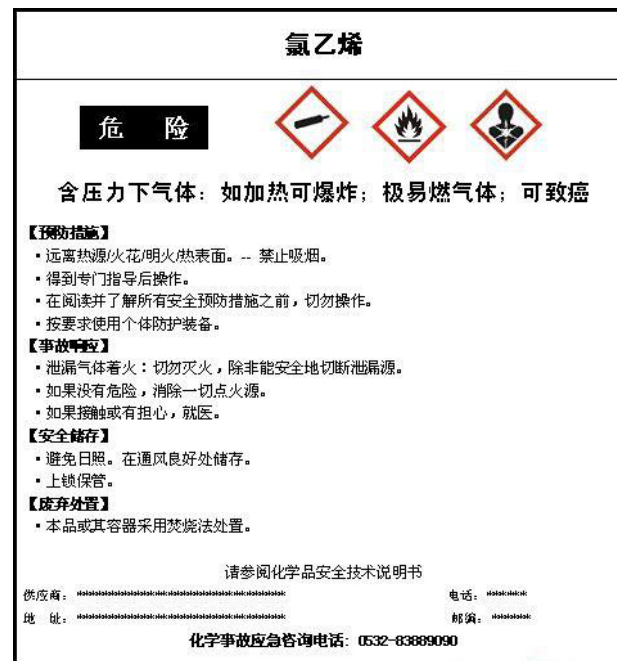 氯乙烯
危 险
含压力下气体：如加热可爆炸；极易燃气体；可致癌
【预防措施】
▪ 远离热源/火花/明火/热表面。-- 禁止吸烟。
▪ 得到专门指导后操作。
▪ 在阅读并了解所有安全预防措施之前，切勿操作。
▪ 按要求使用个体防护装备。
【事故响应】
▪ 泄漏气体着火：切勿灭火，除非能安全地切断泄漏源。
▪ 如果没有危险，消除一切点火源。
▪ 如果接触或有担心，就医。
【安全储存】
▪ 避免日照。在通风良好处储存。
▪ 上锁保管。
【废弃处置】
▪ 本品或其容器采用焚烧法处置。
请参阅化学品安全技术说明书
供应商：**************************************** 电话：*******
地 址：**************************************** 邮编：*******
化学事故应急咨询电话：0532-83889090